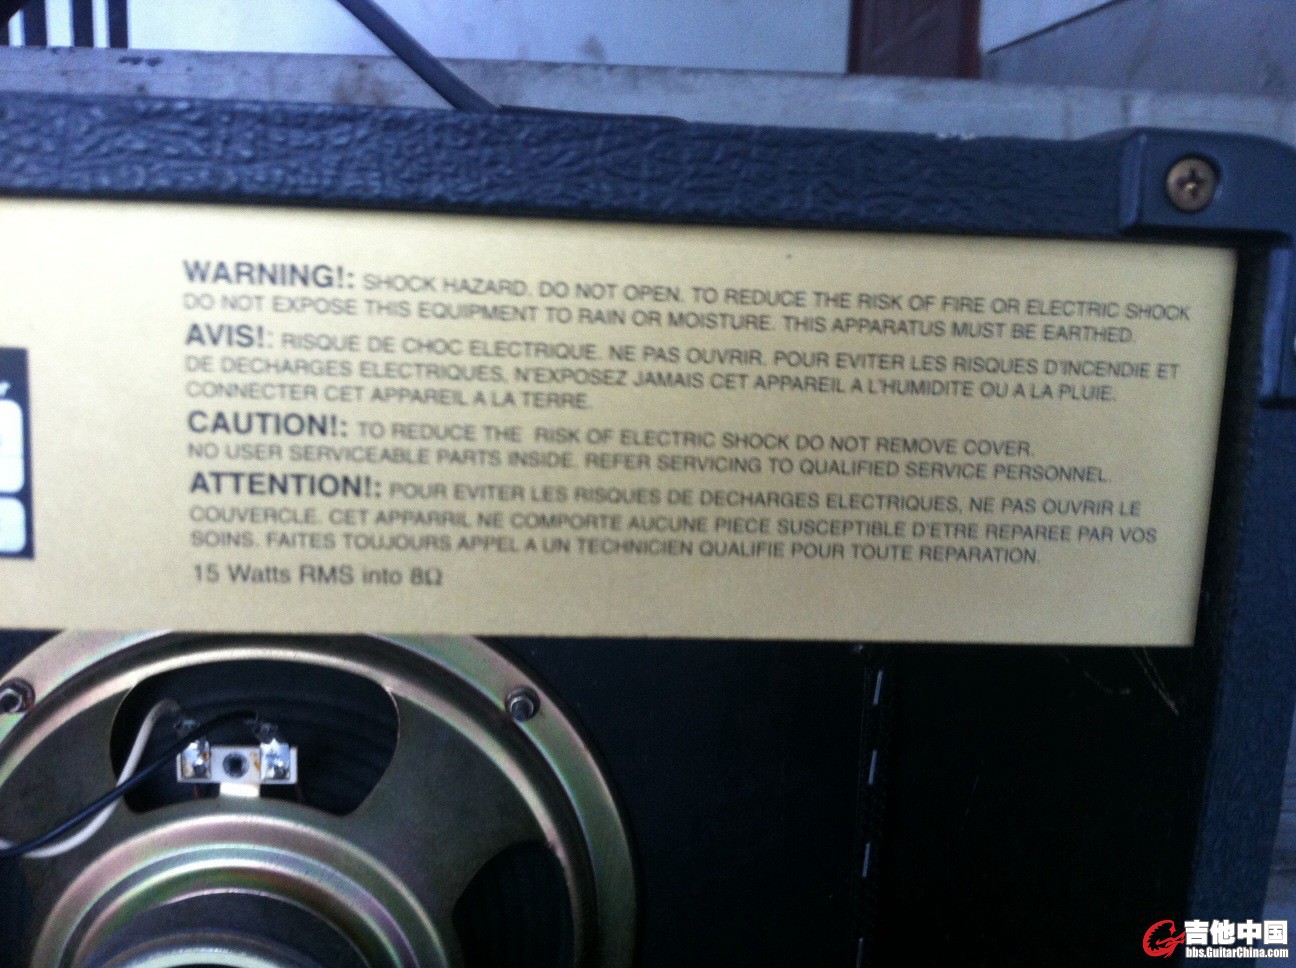 WARNING!: SHOCK HAZARD. DO NOT OPEN. TO REDUCE THE RISK OF FIRE OR ELECTRIC SHOCK
DO NOT EXPOSE THIS EQUIPMENT TO RAIN OR MOISTURE. THIS APPARATUS MUST BE EARTHED.
AVIS!: RISQUE DE CHOC ELECTRIQUE. NE PAS OUVRIR. POUR EVITER LES RISQUES D'INCENDIE ET
DE DECHARGES ELECTRIQUES, N'EXPOSEZ JAMAIS CET APPAREIL A L'HUMIDITE OU A LA PLUIE.
CONNECTER CET APPAREIL A LA TERRE.
CAUTION!: TO REDUCE THE RISK OF ELECTRIC SHOCK DO NOT REMOVE COVER.
NO USER SERVICEABLE PARTS INSIDE. REFER SERVICING TO QUALIFIED SERVICE PERSONNEL.
ATTENTION!: POUR EVITER LES RISQUES DE DECHARGES ELECTRIQUES, NE PAS OUVRIR LE
COUVERCLE. CET APPARRIL NE COMPORTE AUCUNE PIECE SUSCEPTIBLE D'ETRE REPAREE PAR VOS
SOINS. FAITES TOUJOURS APPEL A UN TECHNICIEN QUALIFIE POUR TOUTE REPARATION.
15 Watts RMS into 8Ω
吉他中国
bbs.GuitarChina.com